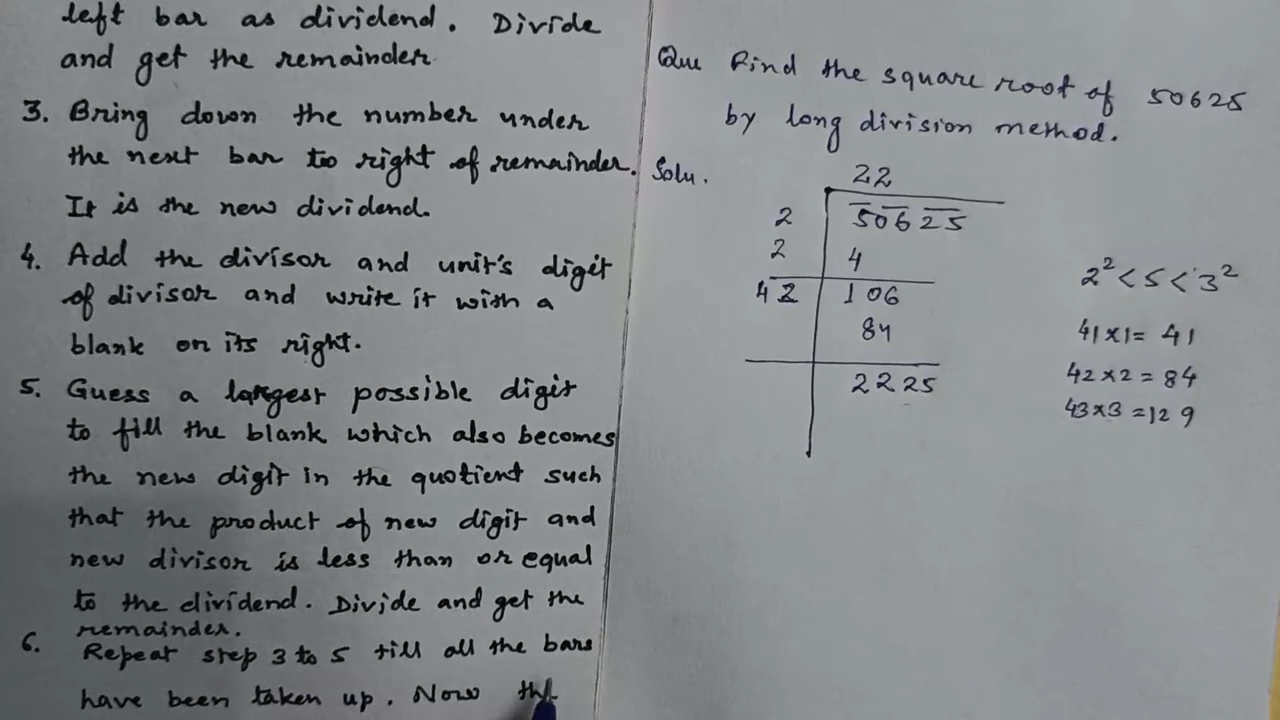 left bar as dividend. Divide
and get the remainder
3. Bring down the number under
the next bar to right of remainder.
It is the new dividend.
4. Add the divisor and unit's digit
of divisor and write it with a
blank on its right.
5. Guess a largest possible digit
to fill the blank which also becomes
the new digit in the quotient such
that the product of new digit and
new divisor is less than or equal
to the dividend. Divide and get the
remainder.
6. Repeat step 3 to 5 till all the bars
have been taken up. Now the
Que Find the square root of 50625
by long division method.
Solu.
22
2 50625
2 4
42 106
84
2225
2² < 5 < 3²
41 x 1 = 41
42 x 2 = 84
43 x 3 = 129